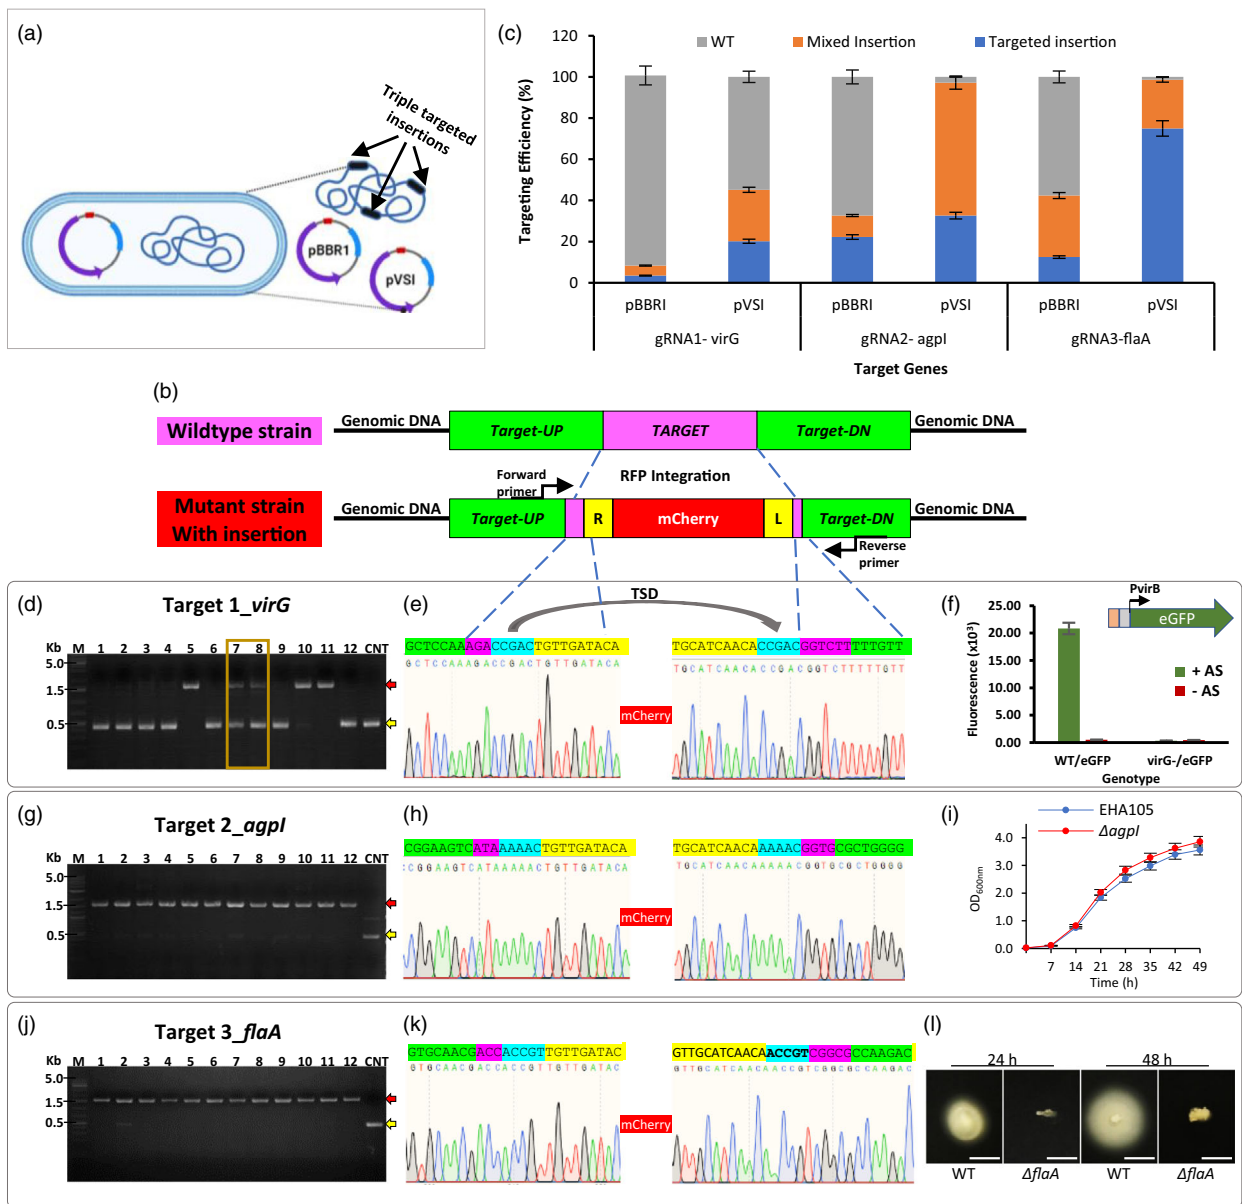 (a)
Triple targeted
insertions
pBBR1
pVSI
(c)
120
100
80
60
40
20
0
Targeting Efficiency (%)
WT
Mixed Insertion
Targeted insertion
pBBRI
pVSI
pBBRI
pVSI
pBBRI
pVSI
gRNA1- virG
gRNA2- agpI
gRNA3-flaA
Target Genes
(b)
Wildtype strain
Genomic DNA
Target-UP
TARGET
Target-DN
Genomic DNA
Forward
primer
RFP Integration
Mutant strain
With insertion
Genomic DNA
Target-UP
R
mCherry
L
Target-DN
Genomic DNA
Reverse
primer
(d)
Target 1_virG
Kb M 1 2 3 4 5 6 7 8 9 10 11 12 CNT
5.0
1.5
0.5
(e)
TSD
GCTCCAAAGACCGACTGTTGATACA
GCTCCAAAGACCGACTGTTGATACA
mCherry
TGCATCAACACCGACGGTCTTTTTGTT
TGCATCAACACCGACGGTCTTTTTGTT
(f)
PvirB
eGFP
Fluorescence (x10³)
25.00
20.00
15.00
10.00
5.00
0.00
+ AS
- AS
WT/eGFP
virG-/eGFP
Genotype
(g)
Target 2_agpI
Kb M 1 2 3 4 5 6 7 8 9 10 11 12 CNT
5.0
1.5
0.5
(h)
CGGAAGTCATAAAAACTGTTGATACA
CGGAAGTCATAAAAACTGTTGATACA
mCherry
TGCATCAACAAAAACGGTGCGCTGGGG
TGCATCAACAAAAACGGTGCGCTGGGG
(i)
EHA105
ΔagpI
OD600nm
4.0
3.0
2.0
1.0
0.0
7 14 21 28 35 42 49
Time (h)
(j)
Target 3_flaA
Kb M 1 2 3 4 5 6 7 8 9 10 11 12 CNT
5.0
1.5
0.5
(k)
GTGCAACGACCACCGTTGTTGATAC
GTGCAACGACCACCGTTGTTGATAC
mCherry
GTTGCATCAACAACCGTCGGCGCCAAGAC
GTTGCATCAACAACCGTCGGCGCCAAGAC
(l)
24 h
48 h
WT
ΔflaA
WT
ΔflaA